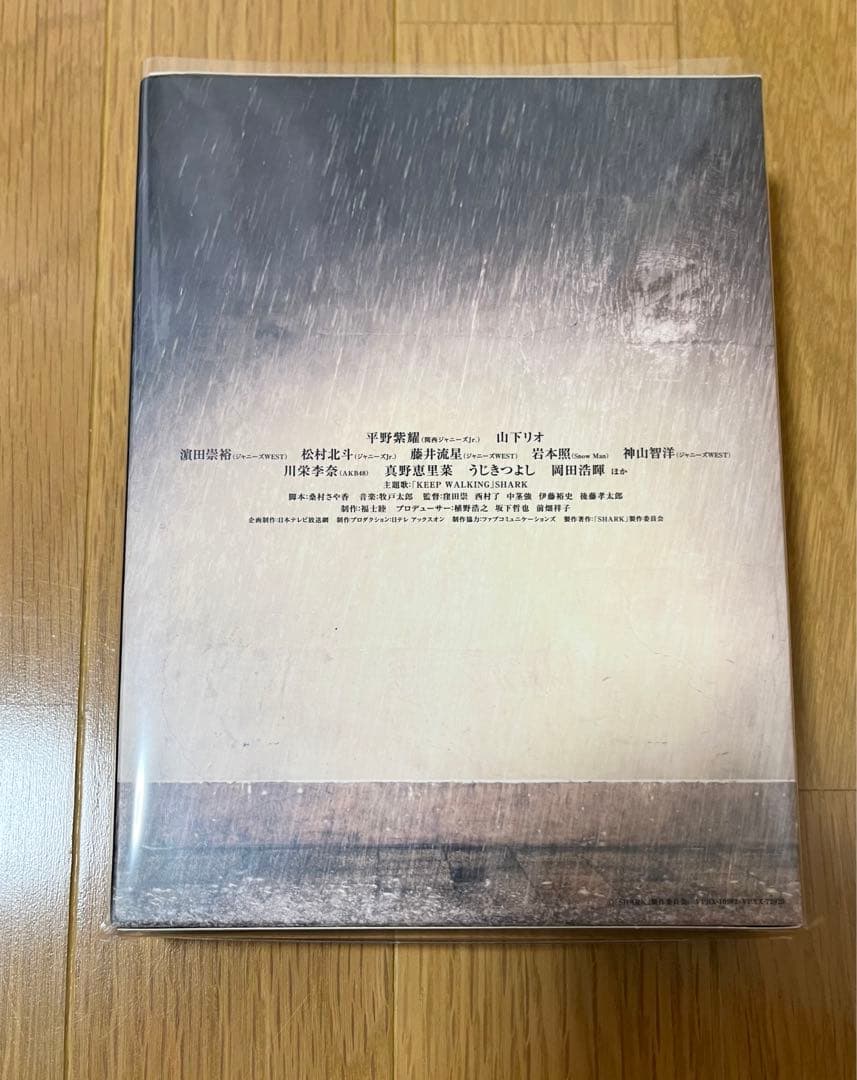 平野紫耀(関西ジャニーズJr.) 山下リオ
濵田崇裕(ジャニーズWEST) 松村北斗(ジャニーズJr.) 藤井流星(ジャニーズWEST) 岩本照(Snow Man) 神山智洋(ジャニーズWEST)
川栄李奈(AKB48) 真野恵里菜 うじきつよし 岡田浩暉 ほか
主題歌:「KEEP WALKING」SHARK
脚本:桑村さや香 音楽:牧戸太郎 監督:窪田崇 西村了 中茎強 伊藤裕史 後藤孝太郎
制作:福士睦 プロデューサー:植野浩之 坂下哲也 前畑祥子
企画制作:日本テレビ放送網 制作プロダクション:日テレ アックスオン 制作協力:ファブコミュニケーションズ 製作著作:「SHARK」製作委員会
「SHARK」製作委員会